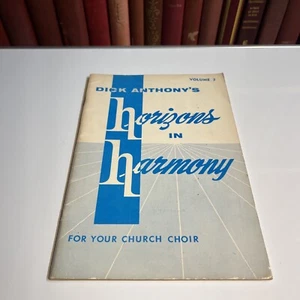 VOLUME 2
DICK ANTHONY'S
horizons
IN
harmony
FOR YOUR CHURCH CHOIR